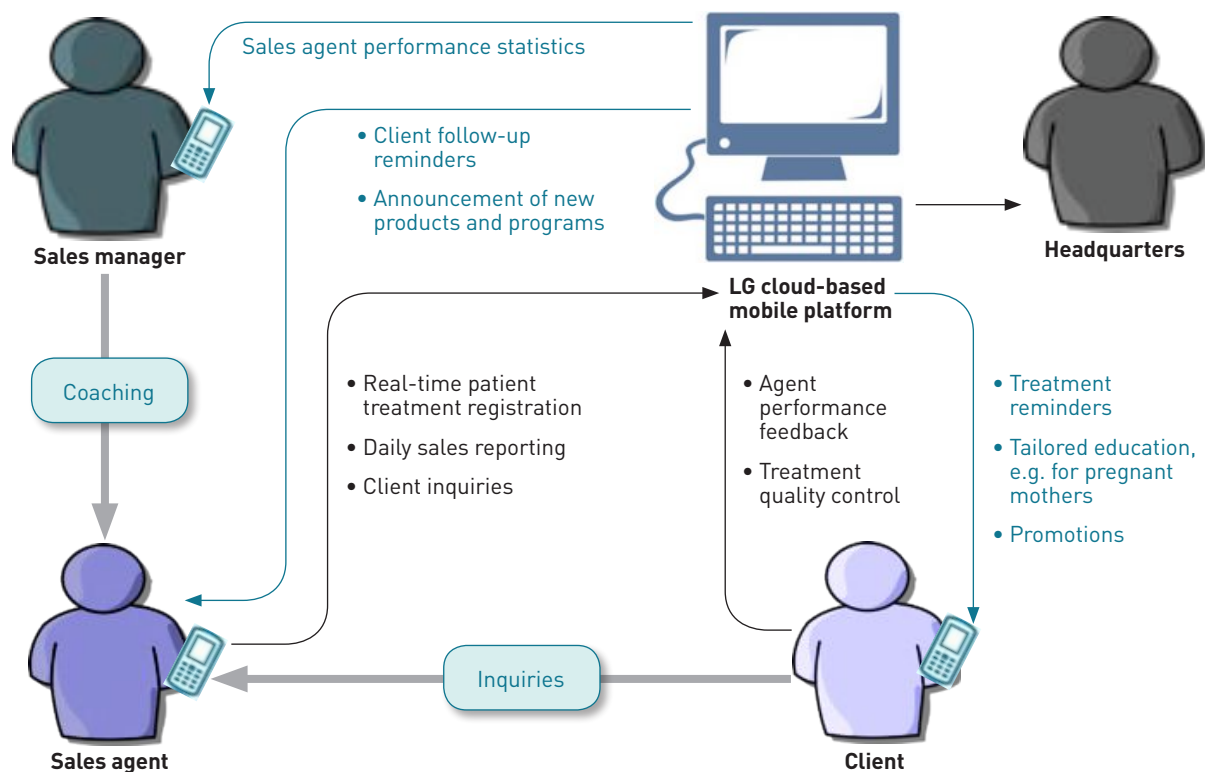 Sales agent performance statistics
• Client follow-up
reminders
• Announcement of new
products and programs
Sales manager
Headquarters
LG cloud-based
mobile platform
Coaching
• Real-time patient
treatment registration
• Daily sales reporting
• Client inquiries
• Agent
performance
feedback
• Treatment
quality control
• Treatment
reminders
• Tailored education,
e.g. for pregnant
mothers
• Promotions
Inquiries
Sales agent
Client